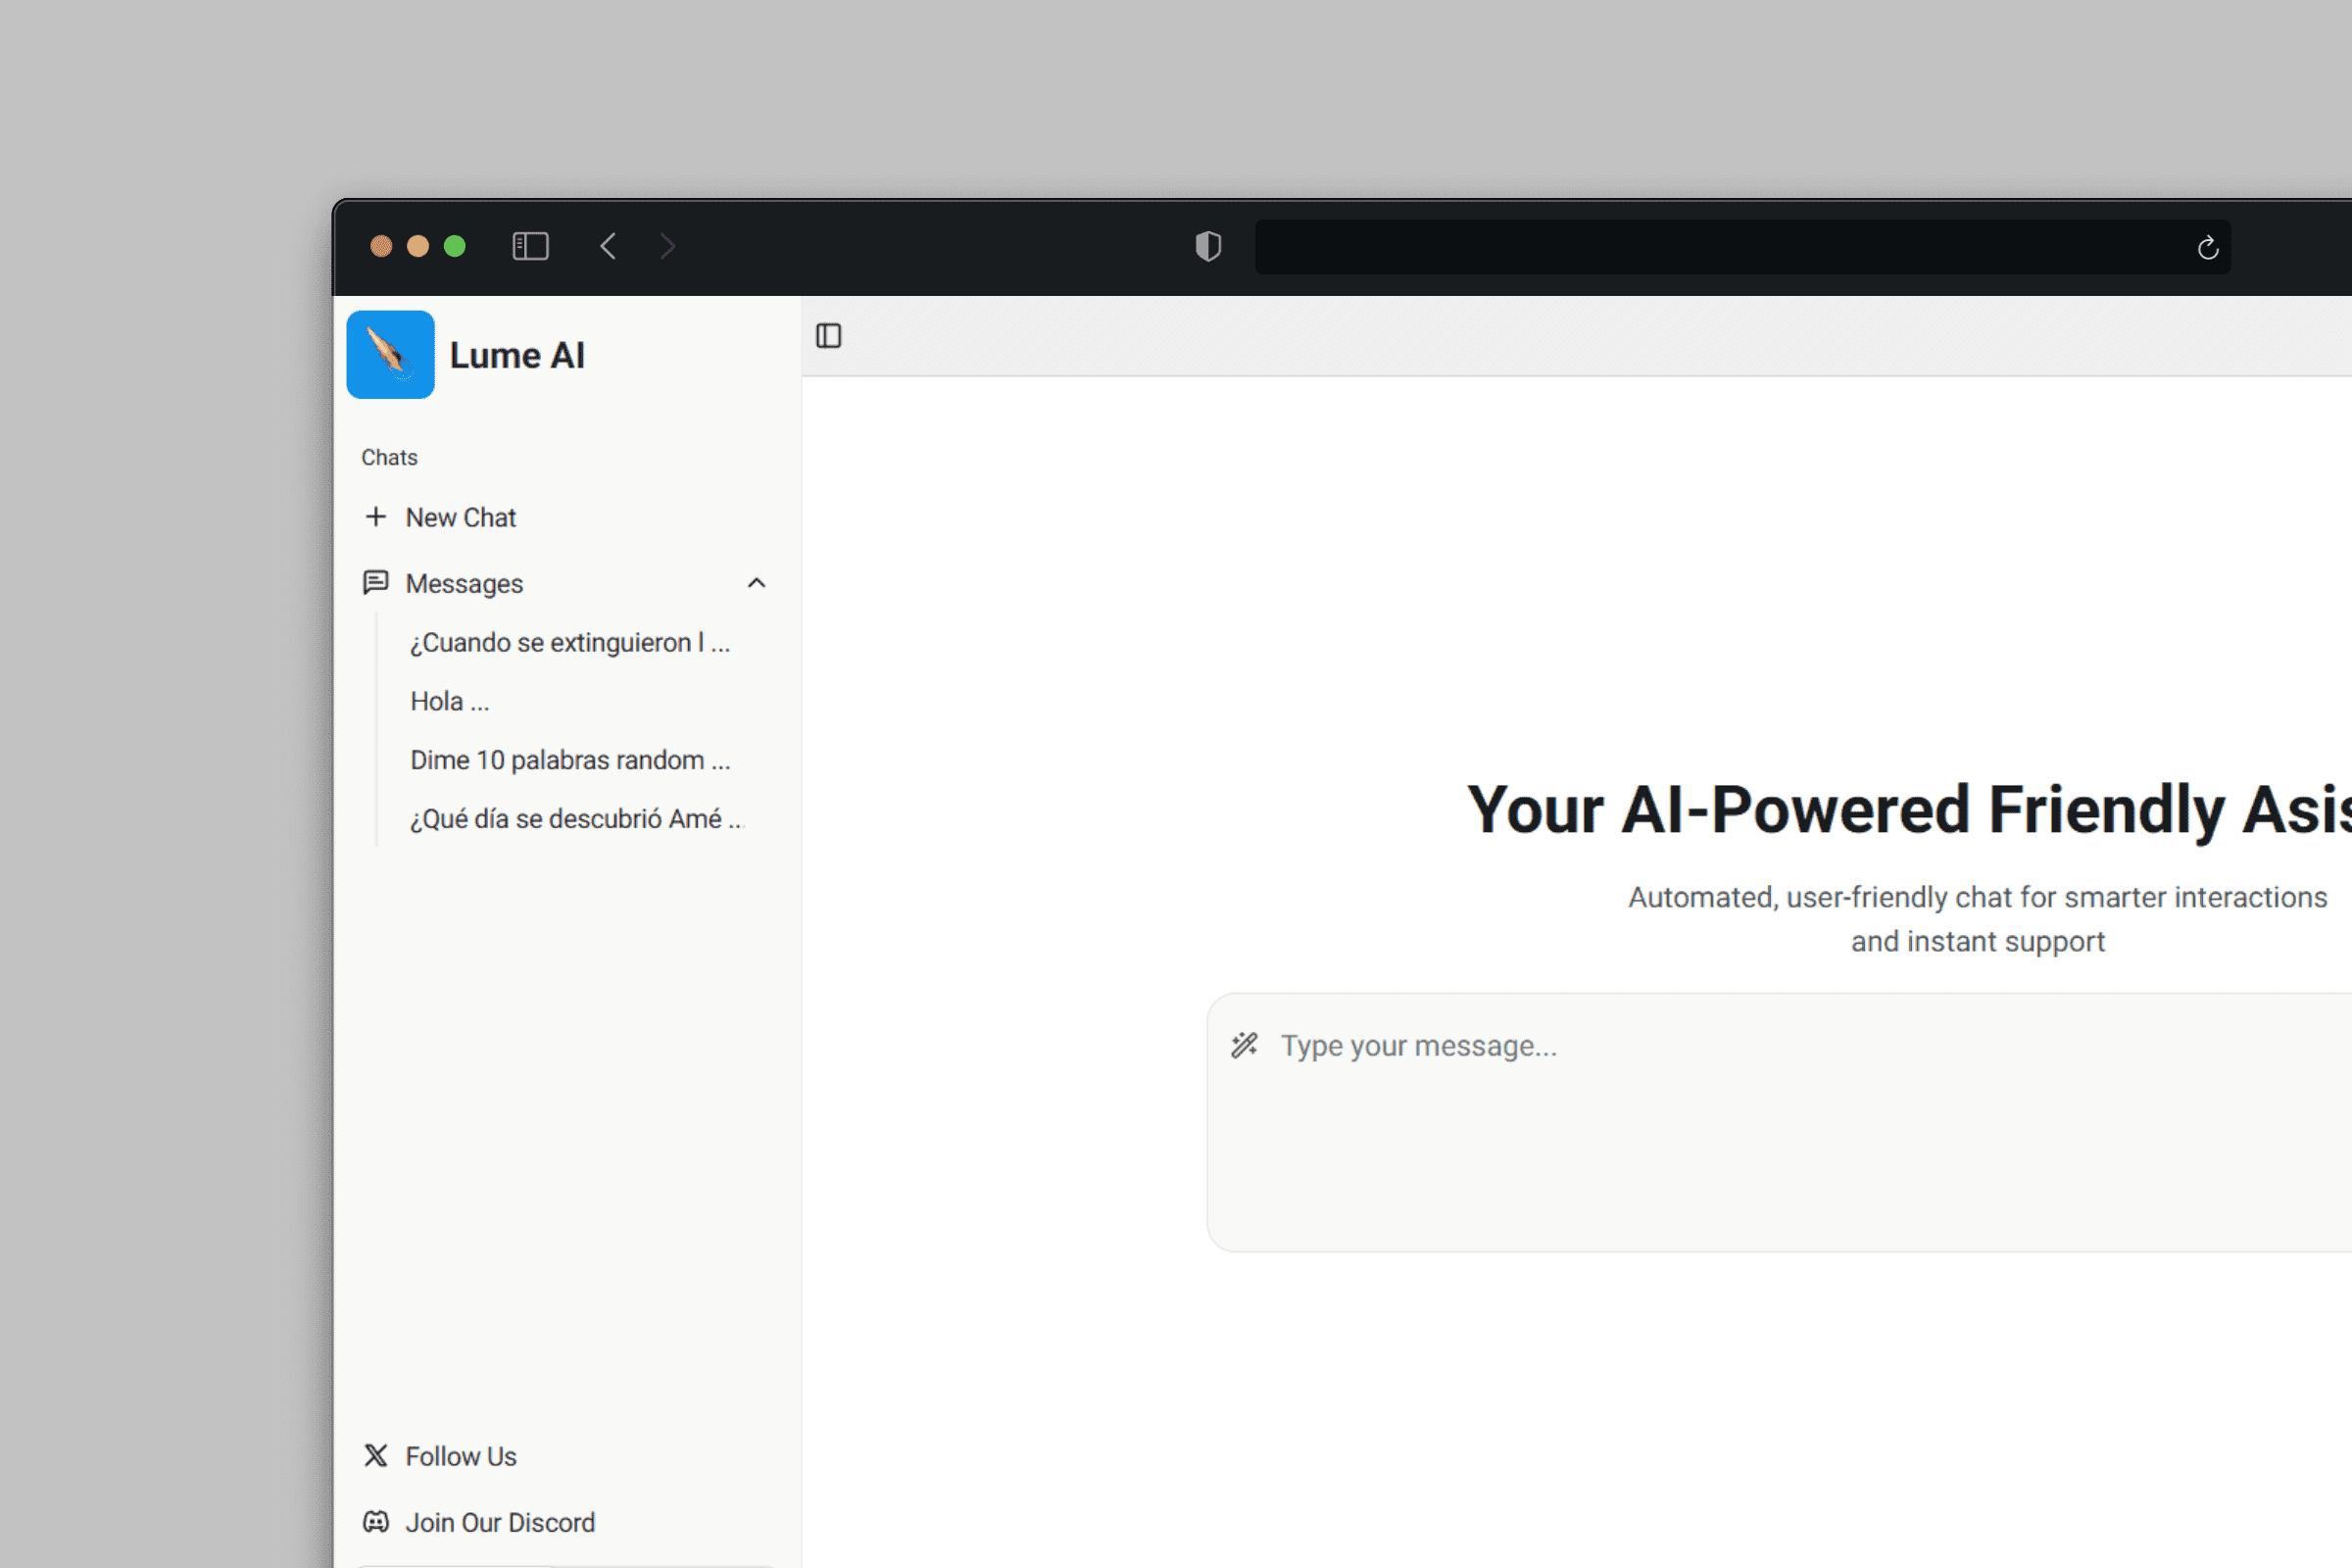 Lume AI
Chats
New Chat
Messages
¿Cuando se extinguieron l ...
Hola ...
Dime 10 palabras random ...
¿Qué día se descubrió Amé ...
Follow Us
Join Our Discord
Your AI-Powered Friendly Asis
Automated, user-friendly chat for smarter interactions
and instant support
Type your message...